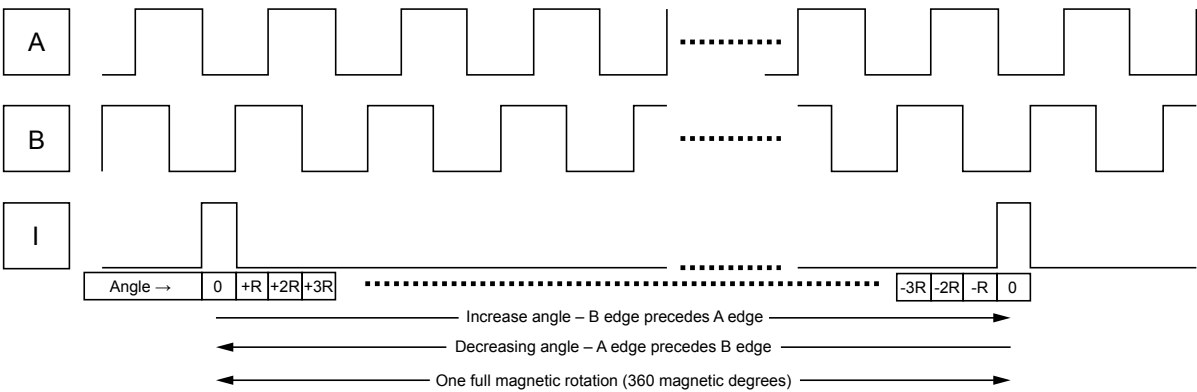 A
B
I
Angle → 0 +R +2R +3R -3R -2R -R 0
Increase angle – B edge precedes A edge
Decreasing angle – A edge precedes B edge
One full magnetic rotation (360 magnetic degrees)